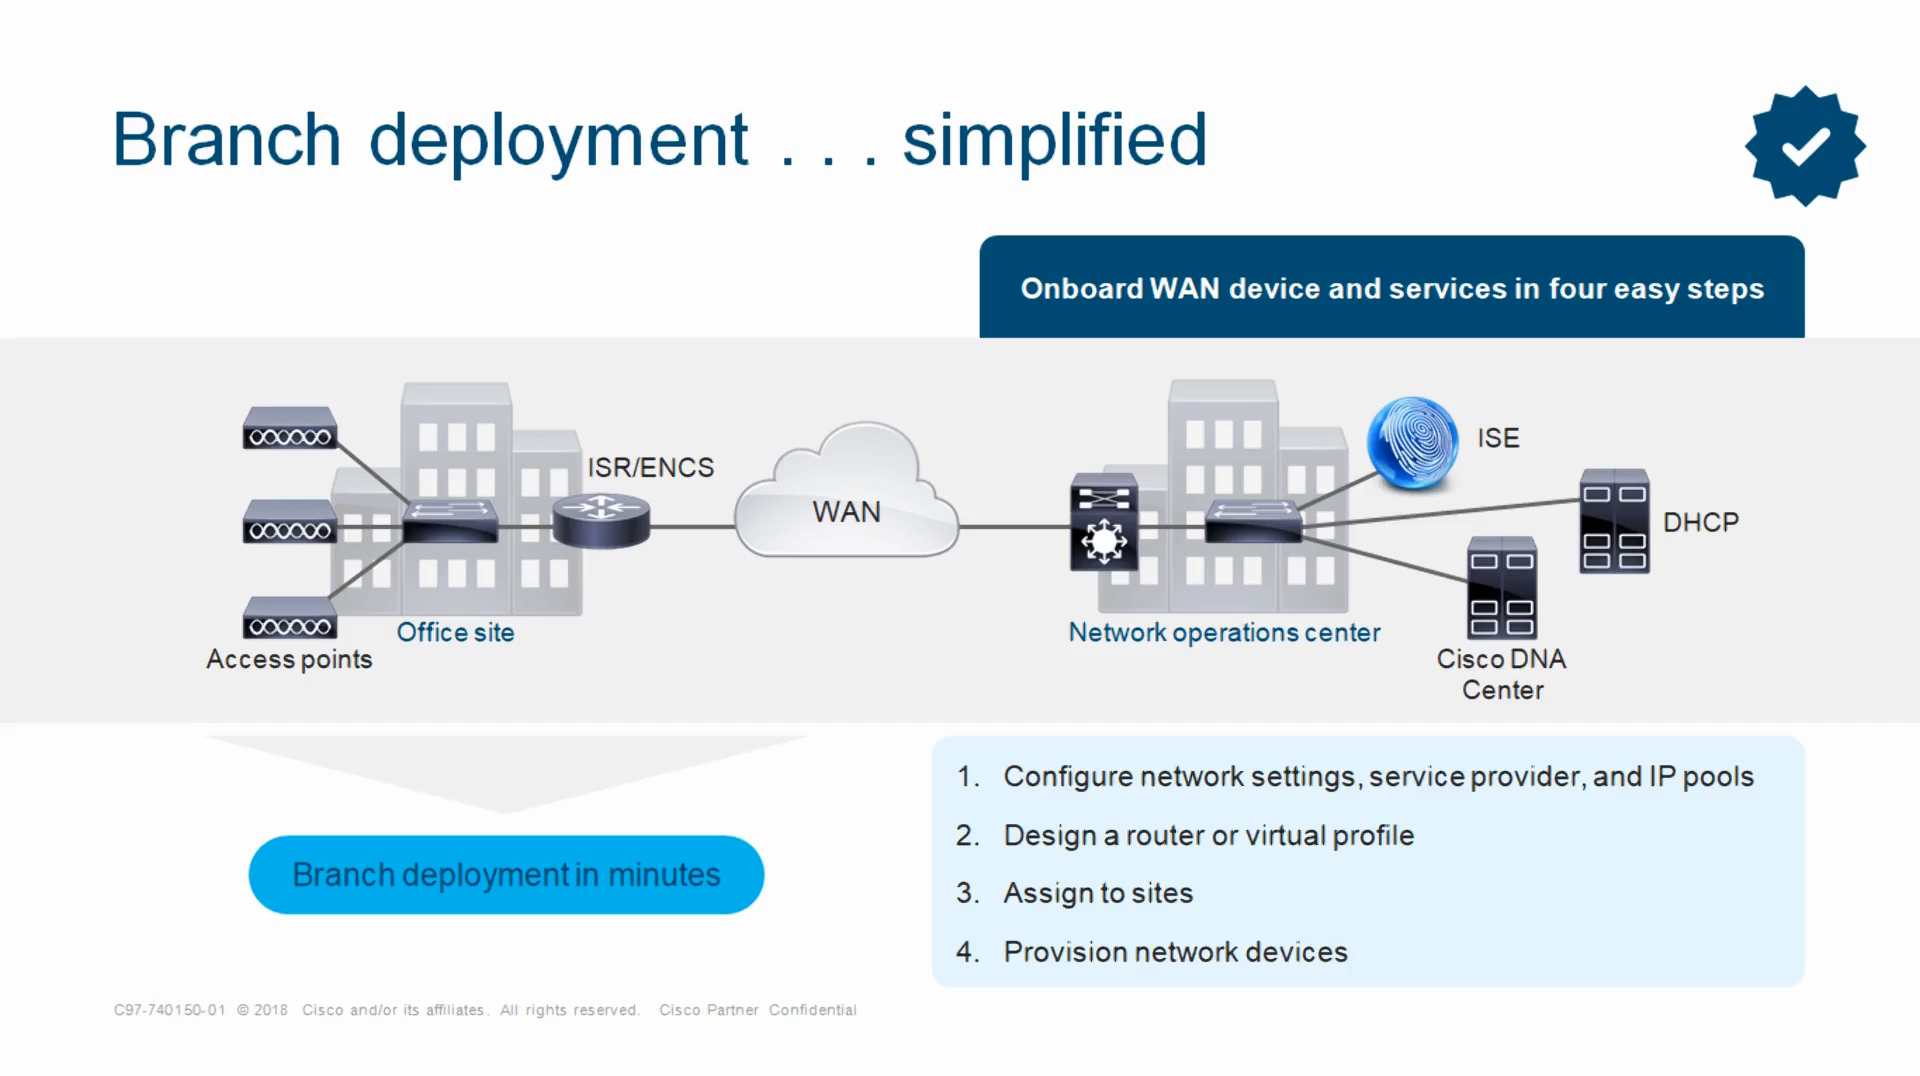 Branch deployment . . . simplified
Onboard WAN device and services in four easy steps
ISR/ENCS
WAN
ISE
DHCP
Office site
Access points
Network operations center
Cisco DNA
Center
Branch deployment in minutes
1. Configure network settings, service provider, and IP pools
2. Design a router or virtual profile
3. Assign to sites
4. Provision network devices
C97-740150-01 © 2018 Cisco and/or its affiliates. All rights reserved. Cisco Partner Confidential